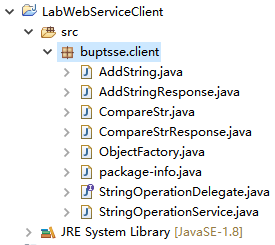 LabWebServiceClient
src
buptsse.client
AddString.java
AddStringResponse.java
CompareStr.java
CompareStrResponse.java
ObjectFactory.java
package-info.java
StringOperationDelegate.java
StringOperationService.java
JRE System Library [JavaSE-1.8]